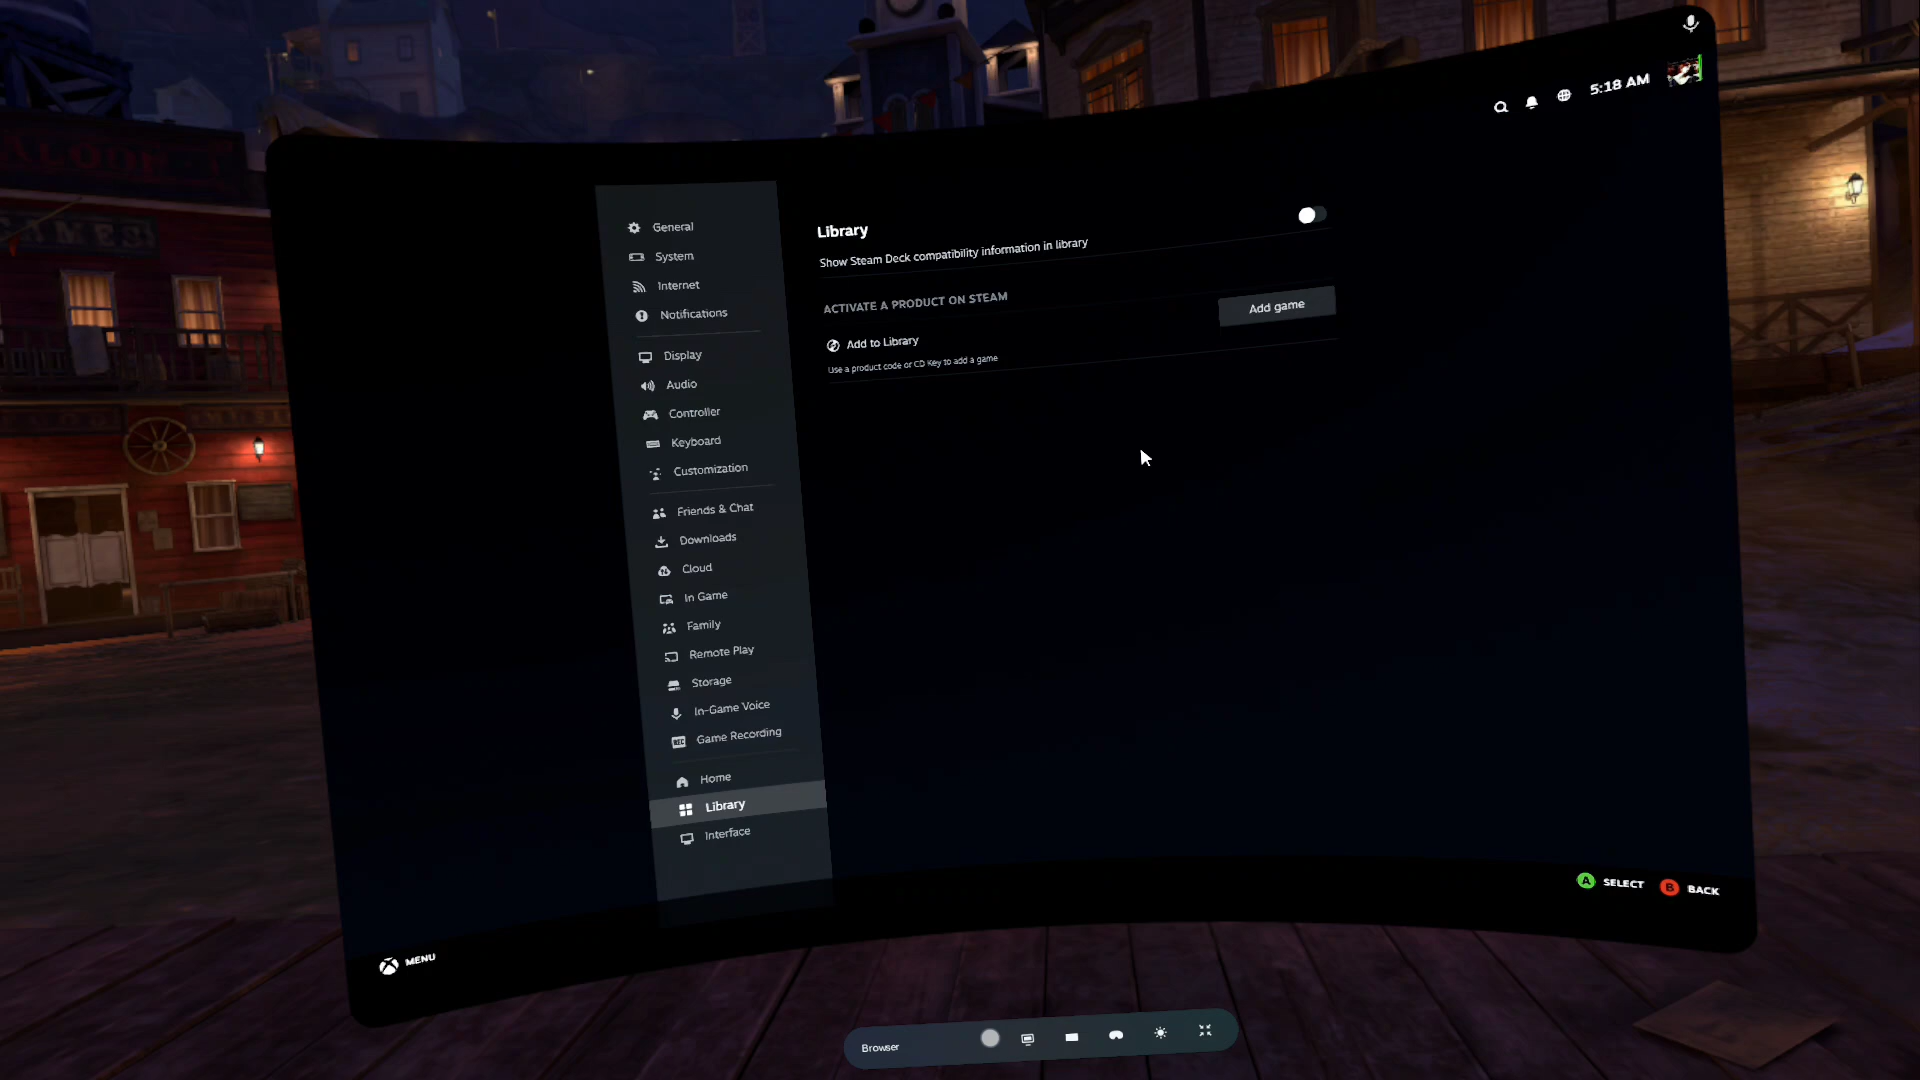 5:18 AM
General
System
Internet
Notifications
Display
Audio
Controller
Keyboard
Customization
Friends & Chat
Downloads
Cloud
In Game
Family
Remote Play
Storage
In-Game Voice
Game Recording
Home
Library
Interface
Library
Show Steam Deck compatibility information in library
ACTIVATE A PRODUCT ON STEAM
Add to Library
Use a product code or CD Key to add a game
Add game
A SELECT
B BACK
MENU
Browser
GAMES